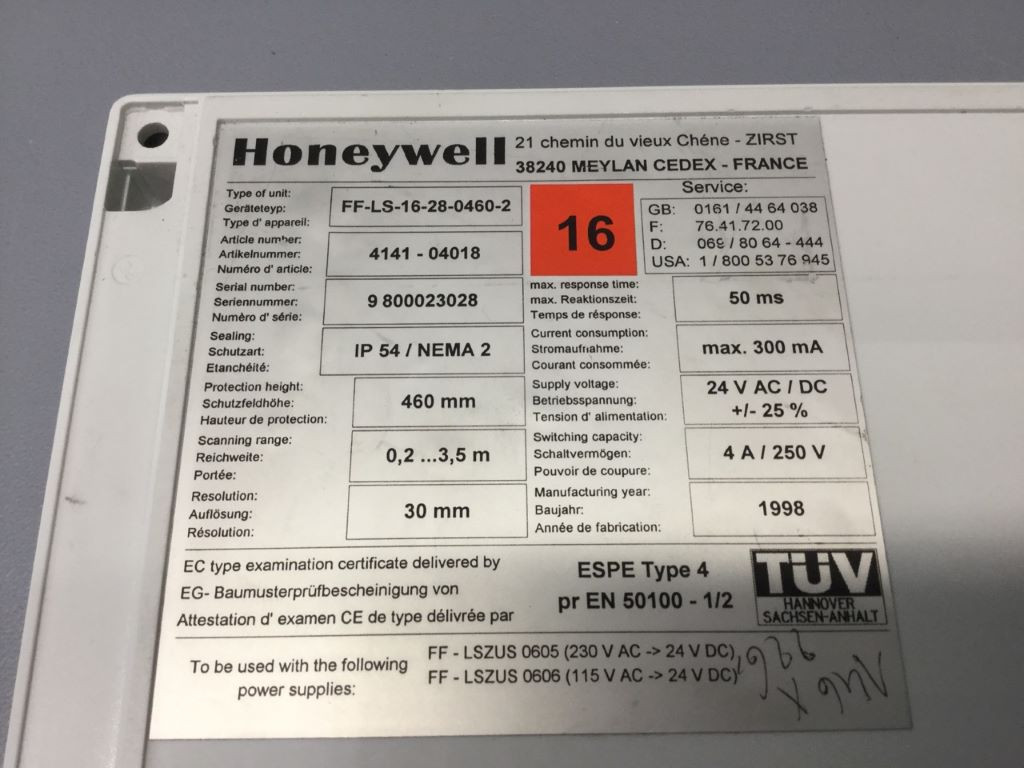 Honeywell
21 chemin du vieux Chéne - ZIRST
38240 MEYLAN CEDEX - FRANCE
Type of unit:
Geräteteyp:
Type d' appareil:
FF-LS-16-28-0460-2
Article number:
Artikelnummer:
Numéro d' article:
4141 - 04018
Serial number:
Seriennummer:
Numèro d' série:
9 800023028
Sealing:
Schutzart:
Etanchéité:
IP 54 / NEMA 2
Protection height:
Schutzfeldhöhe:
Hauteur de protection:
460 mm
Scanning range:
Reichweite:
Portée:
0,2 ...3,5 m
Resolution:
Auflösung:
Résolution:
30 mm
16
Service:
GB: 0161 / 44 64 038
F: 76.41.72.00
D: 069 / 80 64 - 444
USA: 1 / 800 53 76 945
max. response time:
max. Reaktionszeit:
Temps de résponse:
50 ms
Current consumption:
Stromaufnahme:
Courant consommée:
max. 300 mA
Supply voltage:
Betriebsspannung:
Tension d' alimentation:
24 V AC / DC
+/- 25 %
Switching capacity:
Schaltvermögen:
Pouvoir de coupure:
4 A / 250 V
Manufacturing year:
Baujahr:
Année de fabrication:
1998
EC type examination certificate delivered by
EG- Baumusterprüfbescheinigung von
Attestation d' examen CE de type délivrée par
ESPE Type 4
pr EN 50100 - 1/2
TÜV
HANNOVER
SACHSEN-ANHALT
To be used with the following
power supplies:
FF - LSZUS 0605 (230 V AC -> 24 V DC)
FF - LSZUS 0606 (115 V AC -> 24 V DC)